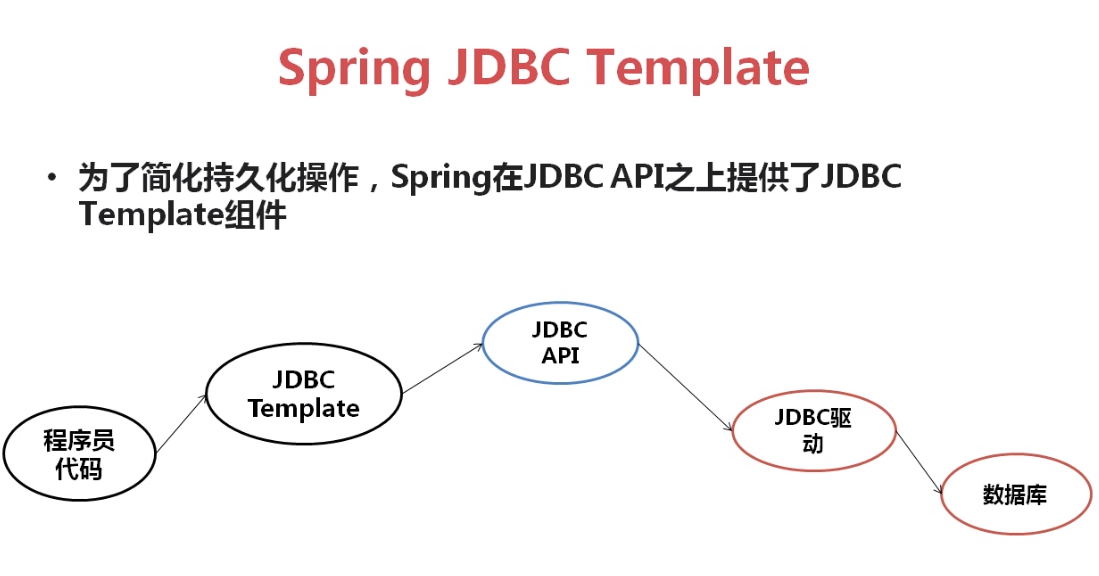 Spring JDBC Template
• 为了简化持久化操作，Spring在JDBC API之上提供了JDBC
Template组件
程序员
代码
JDBC
Template
JDBC
API
JDBC驱
动
数据库